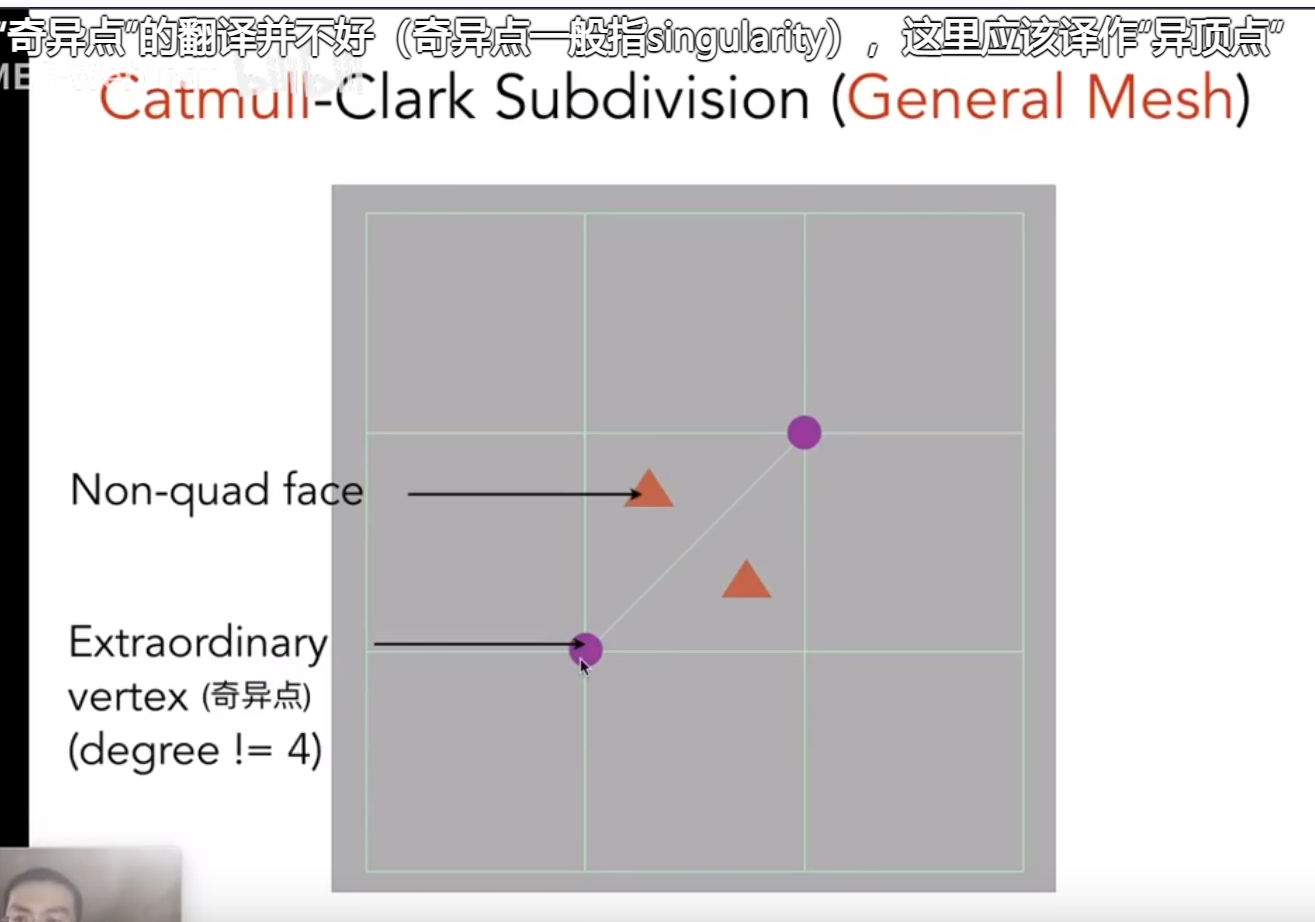 “奇异点”的翻译并不好（奇异点一般指singularity），这里应该译作“异顶点”
Catmull-Clark Subdivision (General Mesh)
Non-quad face
Extraordinary
vertex (奇异点)
(degree != 4)